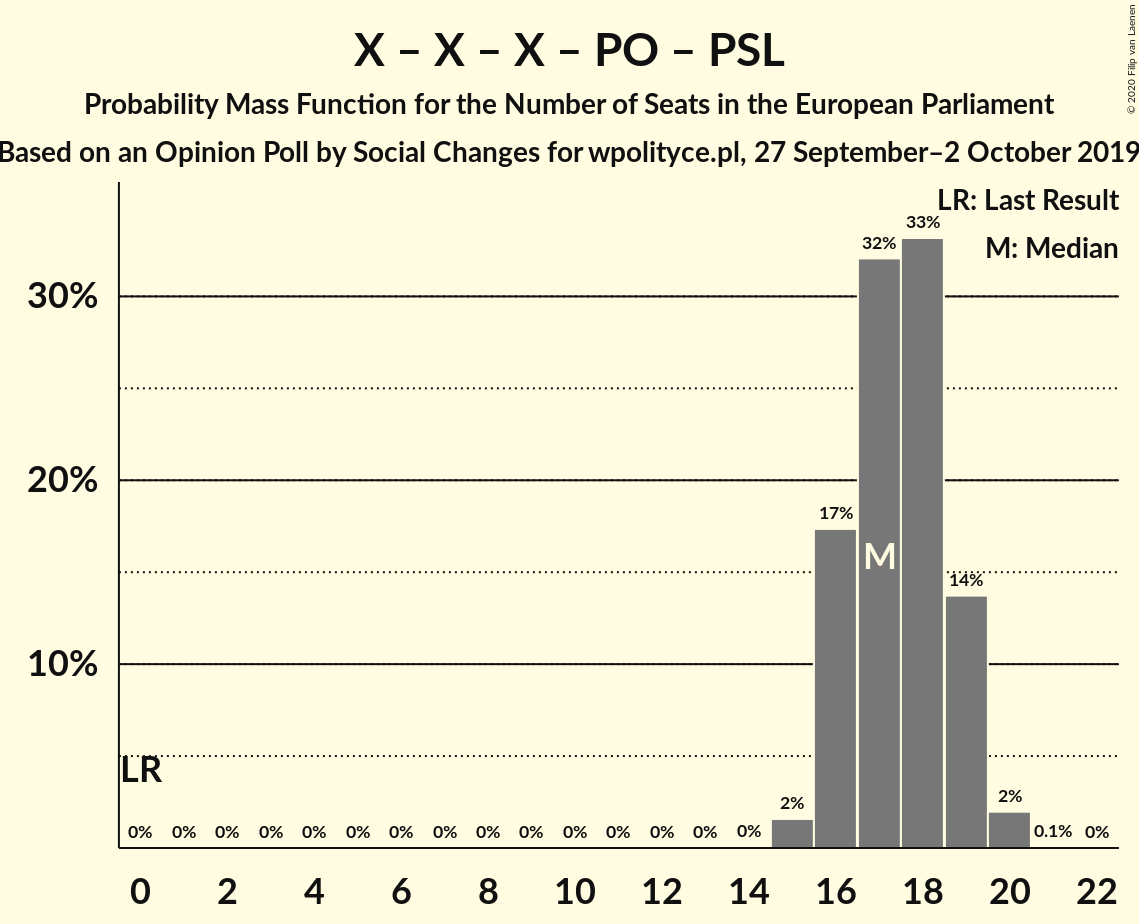 X – X – X – PO – PSL
Probability Mass Function for the Number of Seats in the European Parliament
Based on an Opinion Poll by Social Changes for wpolityce.pl, 27 September–2 October 2019
© 2020 Filip van Laenen
LR: Last Result
M: Median
33%
32%
30%
20%
17%
M
14%
10%
LR
2%
2%
0% 0% 0% 0% 0% 0% 0% 0% 0% 0% 0% 0% 0% 0% 0% 0.1% 0%
0 2 4 6 8 10 12 14 16 18 20 22